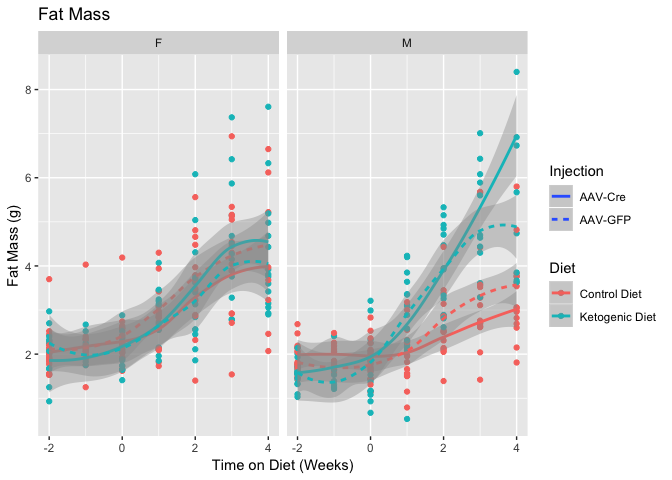 Fat Mass
F
M
8
6
4
2
Fat Mass (g)
-2
0
2
4
-2
0
2
4
Time on Diet (Weeks)
Injection
AAV-Cre
AAV-GFP
Diet
Control Diet
Ketogenic Diet